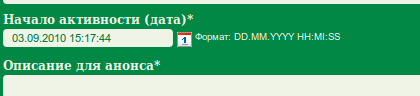 Начало активности (дата)*
03.09.2010 15:17:44 1 Формат: DD.MM.YYYY HH:MI:SS
Описание для анонса*